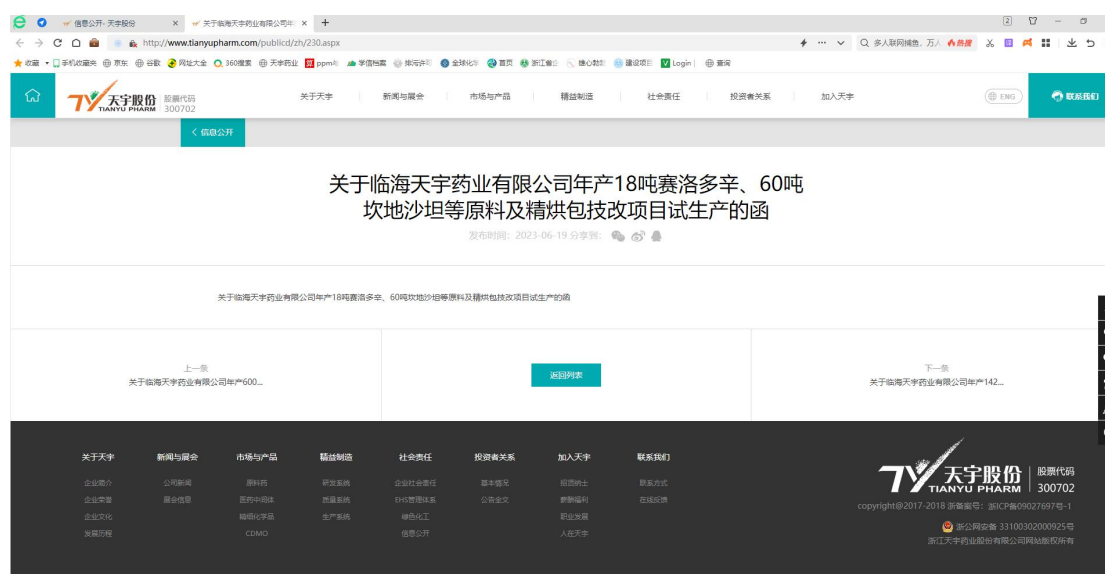 信息公开- 天宇股份
关于临海天宇药业有限公司年
http://www.tianyupharm.com/publicd/zh/230.aspx
多人联网捕鱼，万人
热搜
收藏
手机收藏夹
京东
谷歌
网址大全
360搜索
天宇药业
ppm与
学信档案
排污许可
全球化学
首页
浙江省企
雄心勃勃
建设项目
Login
查询
天宇股份
TIANYU PHARM
股票代码
300702
关于天宇
新闻与展会
市场与产品
精益制造
社会责任
投资者关系
加入天宇
ENG
联系我们
信息公开
关于临海天宇药业有限公司年产18吨赛洛多辛、60吨
坎地沙坦等原料及精烘包技改项目试生产的函
发布时间：2023-06-19 分享到：
关于临海天宇药业有限公司年产18吨赛洛多辛、60吨坎地沙坦等原料及精烘包技改项目试生产的函
上一条
关于临海天宇药业有限公司年产600...
返回列表
下一条
关于临海天宇药业有限公司年产142...
关于天宇
企业简介
企业荣誉
企业文化
发展历程
新闻与展会
公司新闻
展会信息
市场与产品
原料药
医药中间体
精细化学品
CDMO
精益制造
研发系统
质量系统
生产系统
社会责任
企业社会责任
EHS管理体系
绿色化工
信息公开
投资者关系
基本情况
公告全文
加入天宇
招贤纳士
薪酬福利
职业发展
人在天宇
联系我们
联系方式
在线反馈
天宇股份
TIANYU PHARM
股票代码
300702
copyright@2017-2018 浙备案号：浙ICP备09027697号-1
浙公网安备 33100302000925号
浙江天宇药业股份有限公司网站版权所有